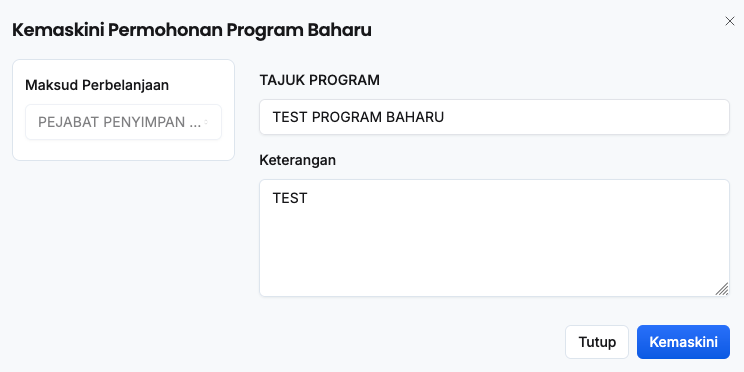 Kemaskini Permohonan Program Baharu
Maksud Perbelanjaan
PEJABAT PENYIMPAN ...
TAJUK PROGRAM
TEST PROGRAM BAHARU
Keterangan
TEST
Tutup
Kemaskini